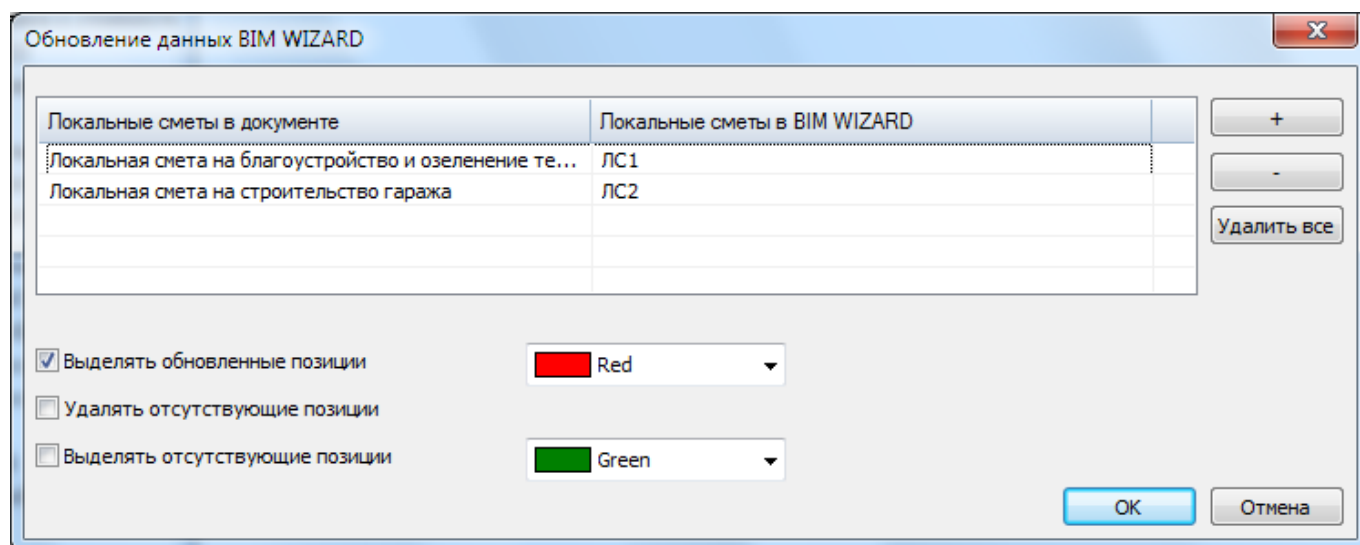 Обновление данных BIM WIZARD
Локальные сметы в документе Локальные сметы в BIM WIZARD +
Локальная смета на благоустройство и озеленение те... ЛС1
Локальная смета на строительство гаража ЛС2 -
Удалить все
Выделять обновленные позиции Red
Удалять отсутствующие позиции
Выделять отсутствующие позиции Green
OK Отмена